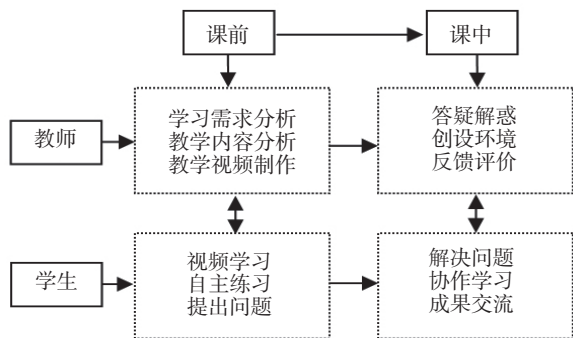 课前
课中
教师
学习需求分析
教学内容分析
教学视频制作
答疑解惑
创设环境
反馈评价
学生
视频学习
自主练习
提出问题
解决问题
协作学习
成果交流